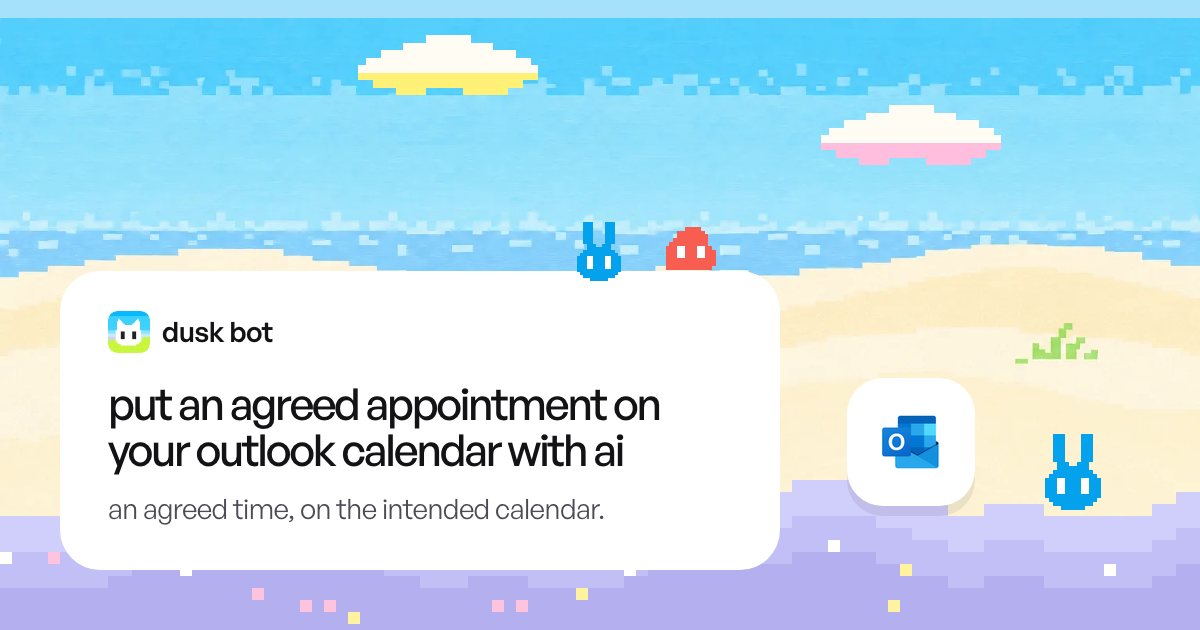 dusk bot
put an agreed appointment on
your outlook calendar with ai
an agreed time, on the intended calendar.
O